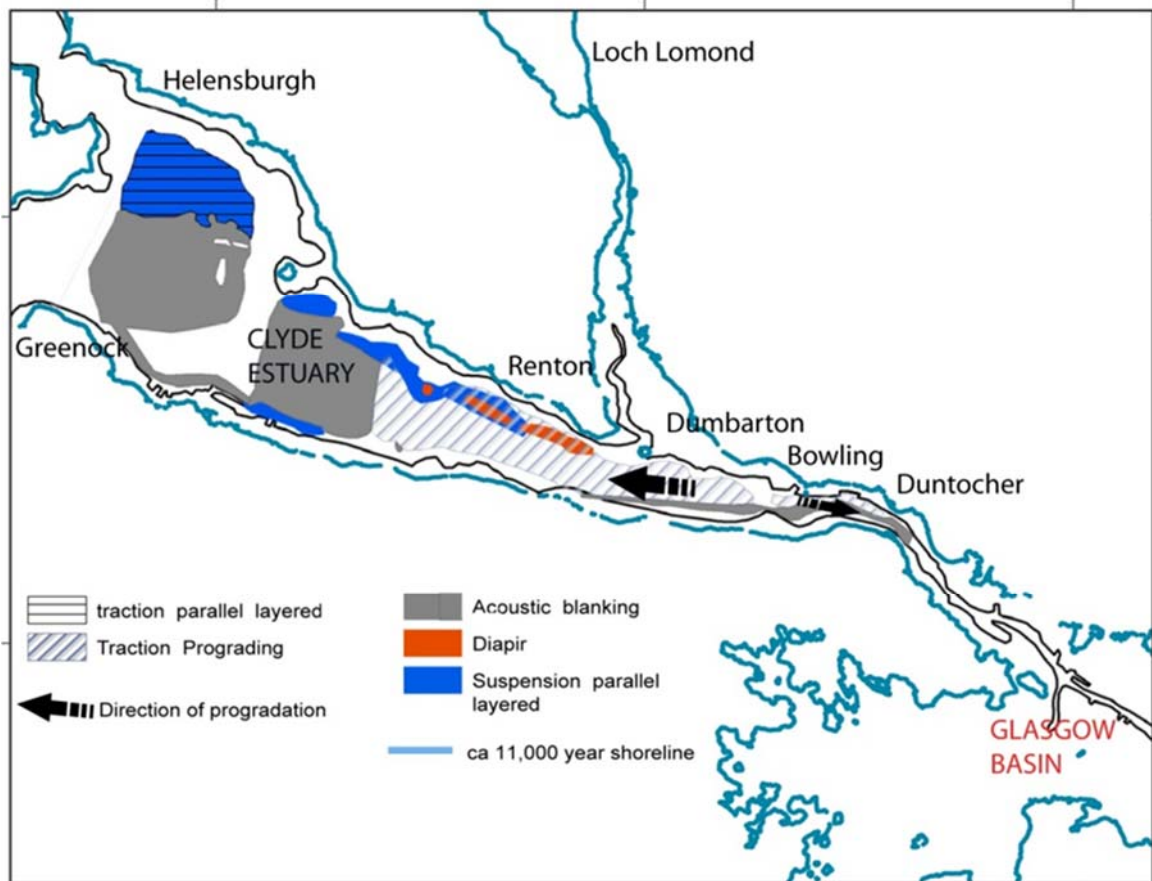 Loch Lomond
Helensburgh
Greenock
CLYDE
ESTUARY
Renton
Dumbarton
Bowling
Duntocher
traction parallel layered
Traction Prograding
Direction of progradation
Acoustic blanking
Diapir
Suspension parallel
layered
ca 11,000 year shoreline
GLASGOW
BASIN